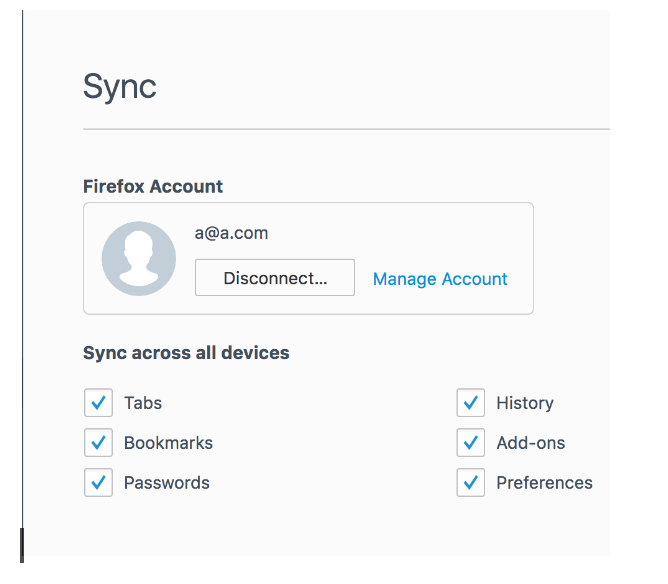 Sync
Firefox Account
a@a.com
Disconnect...
Manage Account
Sync across all devices
Tabs
History
Bookmarks
Add-ons
Passwords
Preferences